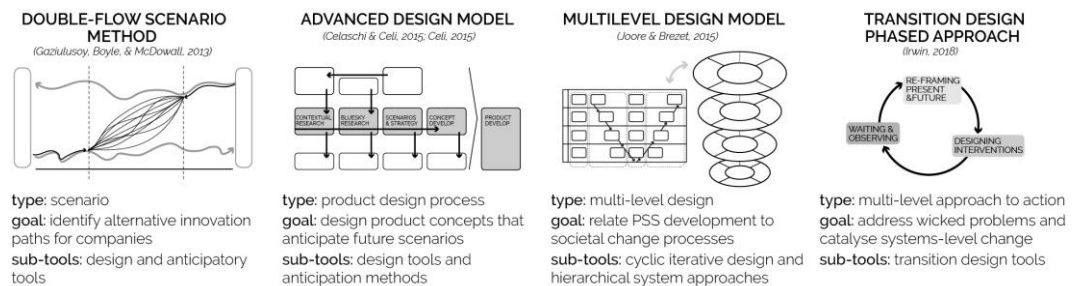 DOUBLE-FLOW SCENARIO
METHOD
(Gaziulusoy, Boyle, & McDowall, 2013)
type: scenario
goal: identify alternative innovation
paths for companies
sub-tools: design and anticipatory
tools
ADVANCED DESIGN MODEL
(Celaschi & Celi, 2015; Celi, 2015)
CONTEXTUAL
RESEARCH
BLUESKY
RESEARCH
SCENARIOS
& STRATEGY
CONCEPT
DEVELOP.
PRODUCT
DEVELOP.
type: product design process
goal: design product concepts that
anticipate future scenarios
sub-tools: design tools and
anticipation methods
MULTILEVEL DESIGN MODEL
(Joore & Brezet, 2015)
type: multi-level design
goal: relate PSS development to
societal change processes
sub-tools: cyclic iterative design and
hierarchical system approaches
TRANSITION DESIGN
PHASED APPROACH
(Irwin, 2018)
RE-FRAMING
PRESENT
&FUTURE
WAITING &
OBSERVING
DESIGNING
INTERVENTIONS
type: multi-level approach to action
goal: address wicked problems and
catalyse systems-level change
sub-tools: transition design tools